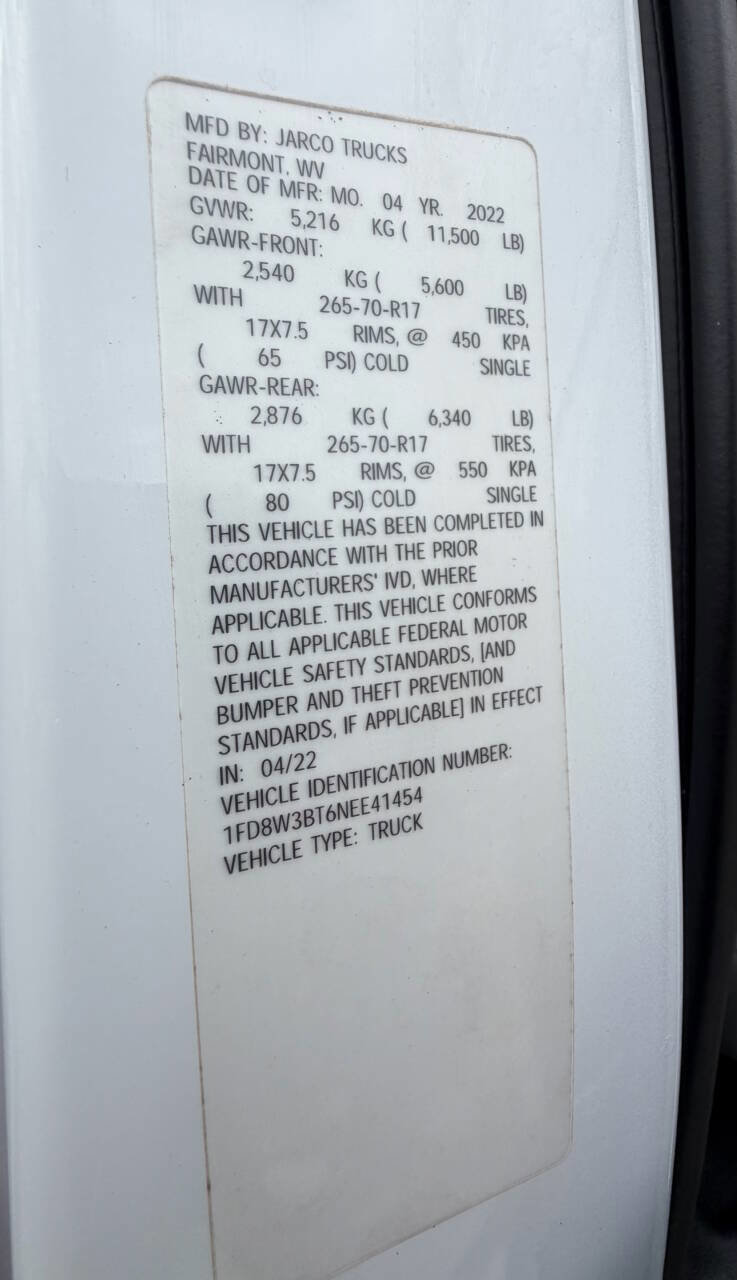 MFD BY: JARCO TRUCKS
FAIRMONT, WV
DATE OF MFR: MO. 04 YR. 2022
GVWR: 5,216 KG ( 11,500 LB)
GAWR-FRONT:
2,540 KG ( 5,600 LB)
WITH 265-70-R17 TIRES,
17X7.5 RIMS, @ 450 KPA
( 65 PSI) COLD SINGLE
GAWR-REAR:
2,876 KG ( 6,340 LB)
WITH 265-70-R17 TIRES,
17X7.5 RIMS, @ 550 KPA
( 80 PSI) COLD SINGLE
THIS VEHICLE HAS BEEN COMPLETED IN
ACCORDANCE WITH THE PRIOR
MANUFACTURERS' IVD, WHERE
APPLICABLE. THIS VEHICLE CONFORMS
TO ALL APPLICABLE FEDERAL MOTOR
VEHICLE SAFETY STANDARDS, [AND
BUMPER AND THEFT PREVENTION
STANDARDS, IF APPLICABLE] IN EFFECT
IN: 04/22
VEHICLE IDENTIFICATION NUMBER:
1FD8W3BT6NEE41454
VEHICLE TYPE: TRUCK